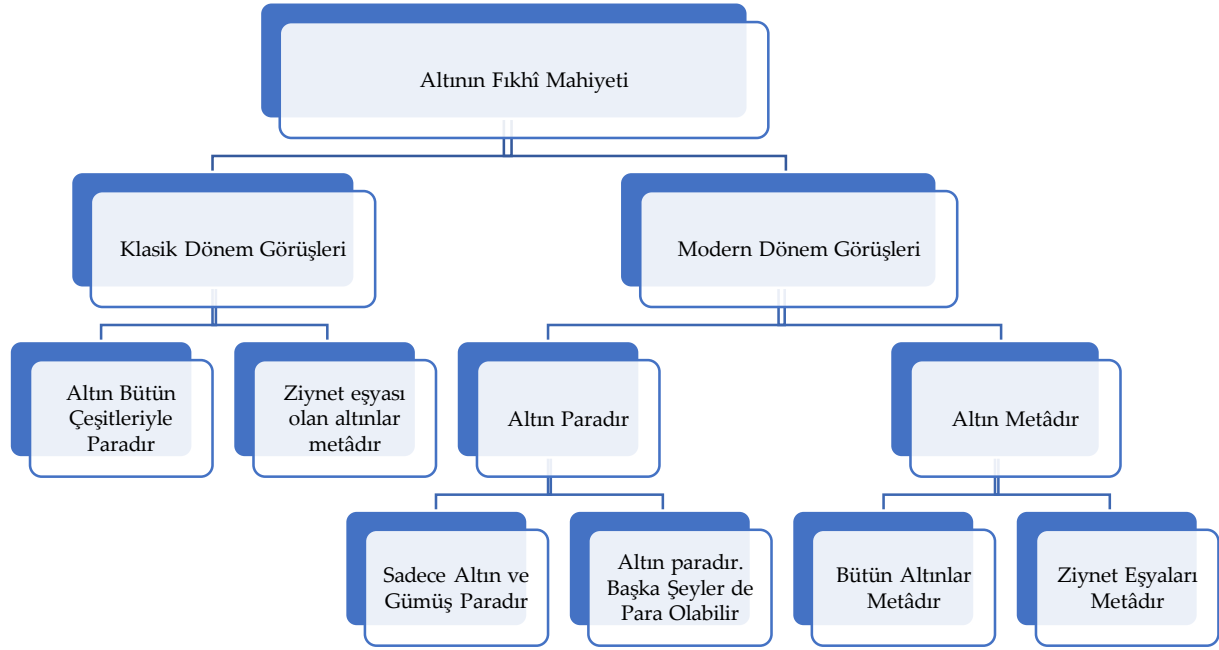 Altının Fıkhî Mahiyeti
Klasik Dönem Görüşleri
Modern Dönem Görüşleri
Altın Bütün
Çeşitleriyle
Paradır
Ziynet eşyası
olan altınlar
metâdır
Altın Paradır
Altın Metâdır
Sadece Altın ve
Gümüş Paradır
Altın paradır.
Başka Şeyler de
Para Olabilir
Bütün Altınlar
Metâdır
Ziynet Eşyaları
Metâdır